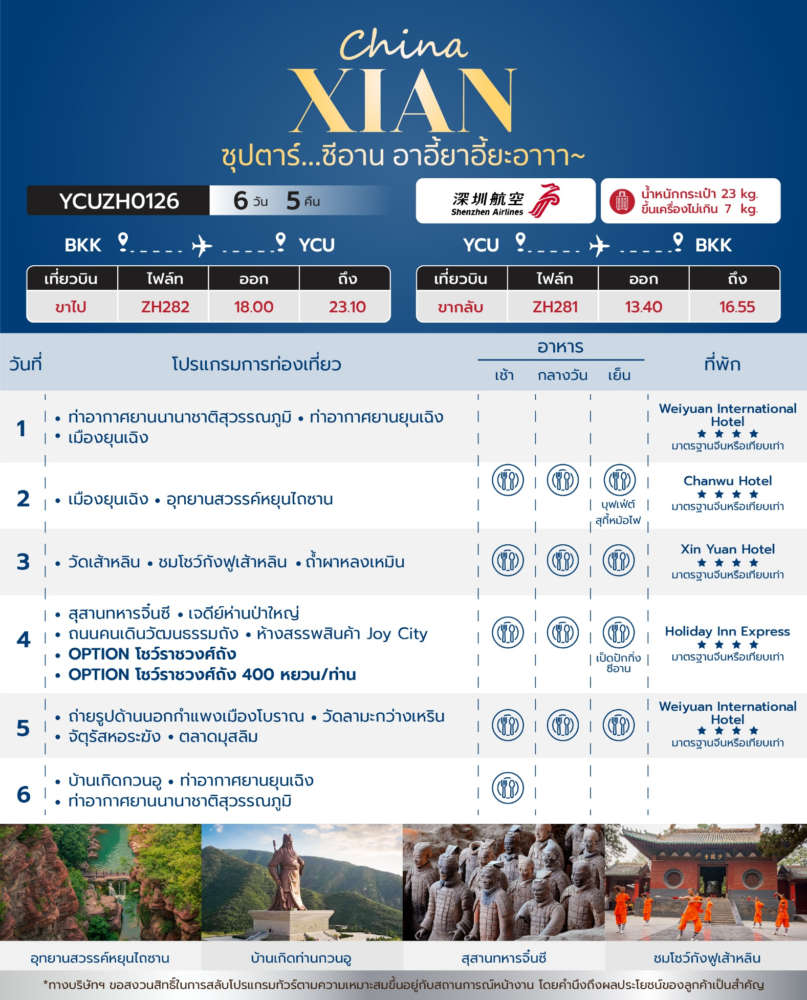 China
XIAN
ซุปตาร์...ซีอาน อาอี้ยาอี้ยะอาาา~
YCUZH0126
6 วัน 5 คืน
深圳航空
Shenzhen Airlines
น้ำหนักกระเป๋า 23 kg.
ขึ้นเครื่องไม่เกิน 7 kg.
BKK YCU
เที่ยวบิน ไฟล์ท ออก ถึง
ขาไป ZH282 18.00 23.10
YCU BKK
เที่ยวบิน ไฟล์ท ออก ถึง
ขากลับ ZH281 13.40 16.55
วันที่ โปรแกรมการท่องเที่ยว อาหาร ที่พัก
เช้า กลางวัน เย็น
1
• ท่าอากาศยานนานาชาติสุวรรณภูมิ • ท่าอากาศยานยุนเฉิง
• เมืองยุนเฉิง
Weiyuan International
Hotel
มาตรฐานจีนหรือเทียบเท่า
2
• เมืองยุนเฉิง • อุทยานสวรรค์หยุนไถซาน
บุฟเฟ่ต์
สุกี้หม้อไฟ
Chanwu Hotel
มาตรฐานจีนหรือเทียบเท่า
3
• วัดเส้าหลิน • ชมโชว์กังฟูเส้าหลิน • ถ้ำผาหลงเหมิน
Xin Yuan Hotel
มาตรฐานจีนหรือเทียบเท่า
4
• สุสานทหารจิ๋นซี • เจดีย์ห่านป่าใหญ่
• ถนนคนเดินวัฒนธรรมถัง • ห้างสรรพสินค้า Joy City
• OPTION โชว์ราชวงศ์ถัง
• OPTION โชว์ราชวงศ์ถัง 400 หยวน/ท่าน
เป็ดปักกิ่ง
ซีอาน
Holiday Inn Express
มาตรฐานจีนหรือเทียบเท่า
5
• ถ่ายรูปด้านนอกกำแพงเมืองโบราณ • วัดลามะกว่างเหริน
• จัตุรัสหอระฆัง • ตลาดมุสลิม
Weiyuan International
Hotel
มาตรฐานจีนหรือเทียบเท่า
6
• บ้านเกิดกวนอู • ท่าอากาศยานยุนเฉิง
• ท่าอากาศยานนานาชาติสุวรรณภูมิ
寺林少
อุทยานสวรรค์หยุนไถซาน
บ้านเกิดท่านกวนอู
สุสานทหารจิ๋นซี
ชมโชว์กังฟูเส้าหลิน
*ทางบริษัทฯ ขอสงวนสิทธิ์ในการสลับโปรแกรมทัวร์ตามความเหมาะสมขึ้นอยู่กับสถานการณ์หน้างาน โดยคำนึงถึงผลประโยชน์ของลูกค้าเป็นสำคัญ